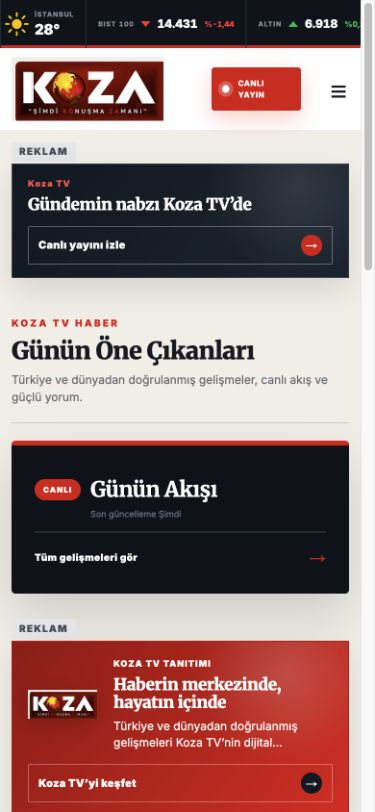 İSTANBUL
28°
BIST 100 14.431 %-1,44
ALTIN 6.918
KOZA
"ŞİMDİ KONUŞMA ZAMANI"
CANLI
YAYIN
REKLAM
Koza TV
Gündemin nabzı Koza TV’de
Canlı yayını izle
KOZA TV HABER
Günün Öne Çıkanları
Türkiye ve dünyadan doğrulanmış gelişmeler, canlı akış ve
güçlü yorum.
CANLI
Günün Akışı
Son güncelleme Şimdi
Tüm gelişmeleri gör
REKLAM
KOZA TV TANITIMI
KOZA
Haberin merkezinde,
hayatın içinde
Türkiye ve dünyadan doğrulanmış
gelişmeleri Koza TV’nin dijital...
Koza TV’yi keşfet